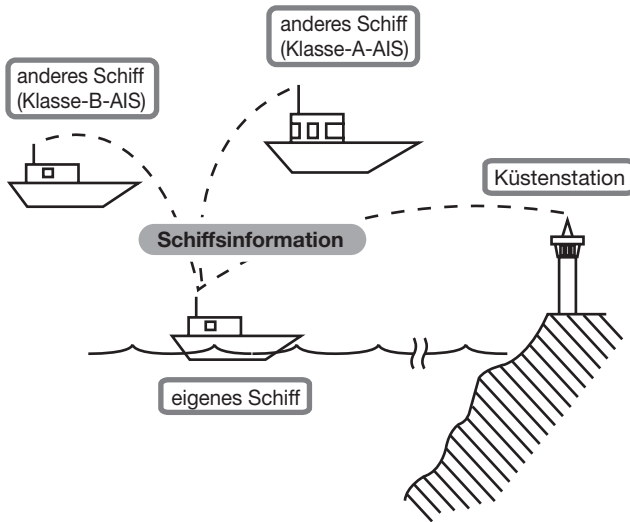 anderes Schiff
(Klasse-A-AIS)
anderes Schiff
(Klasse-B-AIS)
Küstenstation
Schiffsinformation
eigenes Schiff